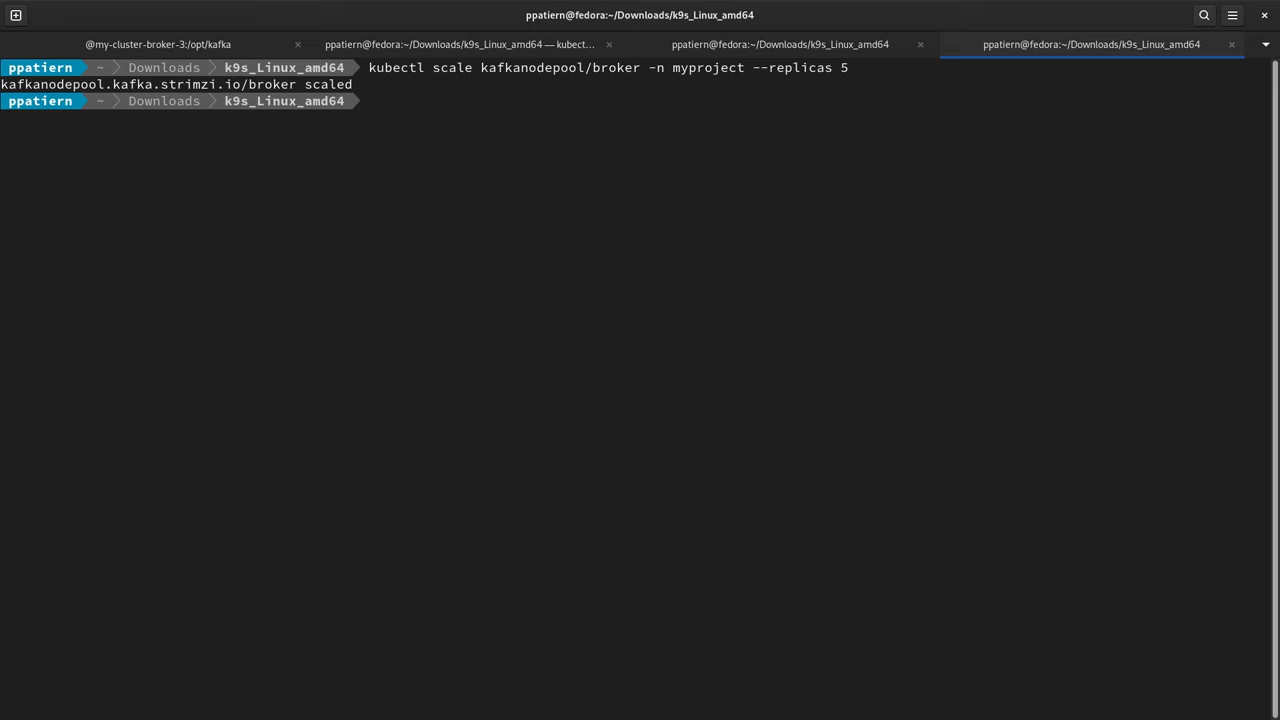 ppatiern@fedora:~/Downloads/k9s_Linux_amd64
@my-cluster-broker-3:/opt/kafka
ppatiern@fedora:~/Downloads/k9s_Linux_amd64 — kubect...
ppatiern@fedora:~/Downloads/k9s_Linux_amd64
ppatiern@fedora:~/Downloads/k9s_Linux_amd64
ppatiern ~ Downloads k9s_Linux_amd64 kubectl scale kafkanodepool/broker -n myproject --replicas 5
kafkanodepool.kafka.strimzi.io/broker scaled
ppatiern ~ Downloads k9s_Linux_amd64